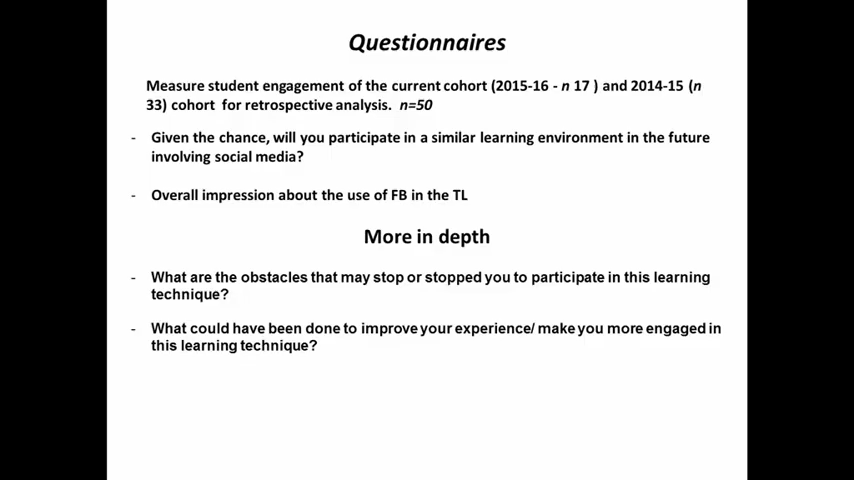 Questionnaires
Measure student engagement of the current cohort (2015-16 - n 17 ) and 2014-15 (n
33) cohort for retrospective analysis. n=50
- Given the chance, will you participate in a similar learning environment in the future
involving social media?
- Overall impression about the use of FB in the TL
More in depth
- What are the obstacles that may stop or stopped you to participate in this learning
technique?
- What could have been done to improve your experience/ make you more engaged in
this learning technique?